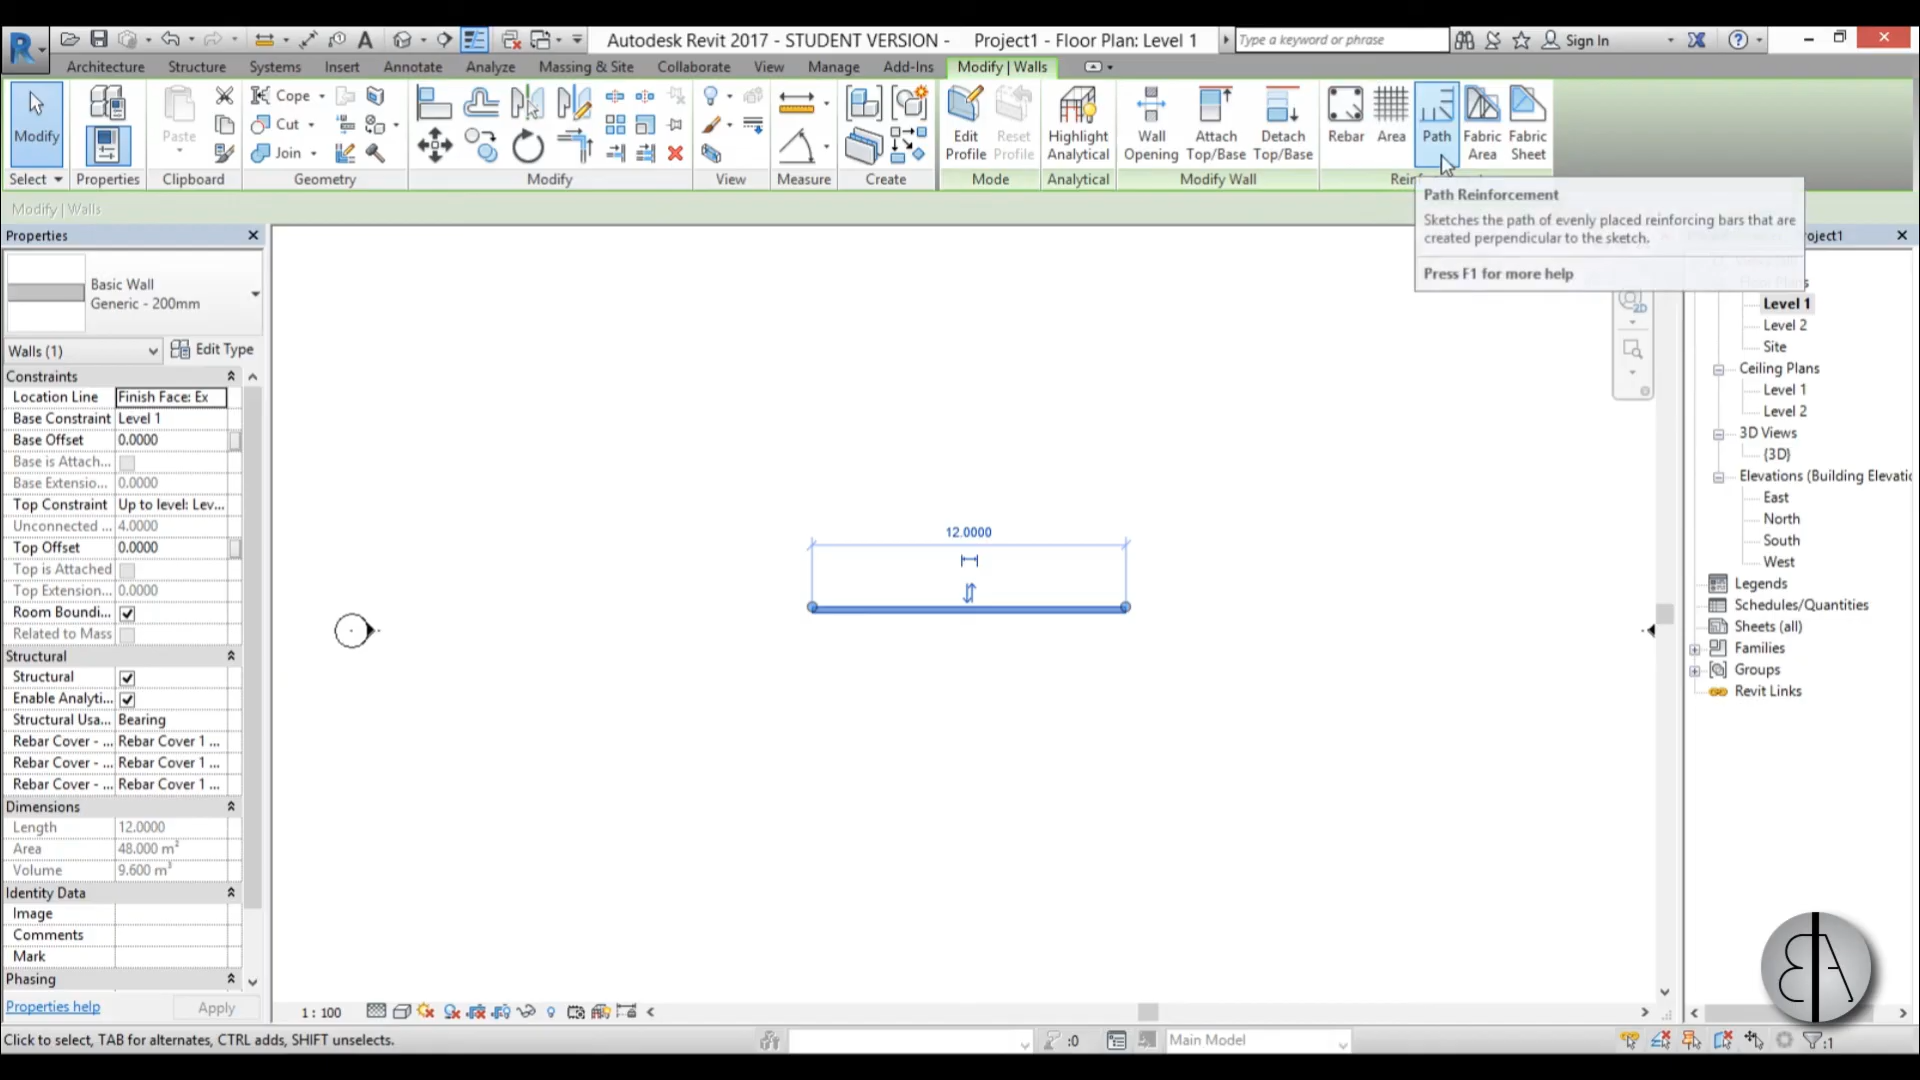 Autodesk Revit 2017 - STUDENT VERSION - Project1 - Floor Plan: Level 1
Type a keyword or phrase
Sign In
Architecture Structure Systems Insert Annotate Analyze Massing & Site Collaborate View Manage Add-Ins Modify | Walls
Modify
Paste
Cope
Cut
Join
Edit Profile
Reset Profile
Highlight Analytical
Wall Opening
Attach Top/Base
Detach Top/Base
Rebar
Area
Path
Fabric Area
Fabric Sheet
Select Properties Clipboard Geometry Modify View Measure Create Mode Analytical Modify Wall
Modify | Walls
Path Reinforcement
Sketches the path of evenly placed reinforcing bars that are
created perpendicular to the sketch.
Press F1 for more help
Properties
Basic Wall
Generic - 200mm
Walls (1)
Edit Type
Constraints
Location Line Finish Face: Ex
Base Constraint Level 1
Base Offset 0.0000
Base is Attach...
Base Extensio... 0.0000
Top Constraint Up to level: Lev...
Unconnected ... 4.0000
Top Offset 0.0000
Top is Attached
Top Extension... 0.0000
Room Boundi...
Related to Mass
Structural
Structural
Enable Analyti...
Structural Usa... Bearing
Rebar Cover - ... Rebar Cover 1 ...
Rebar Cover - ... Rebar Cover 1 ...
Rebar Cover - ... Rebar Cover 1 ...
Dimensions
Length 12.0000
Area 48.000 m²
Volume 9.600 m³
Identity Data
Image
Comments
Mark
Phasing
Properties help
Apply
12.0000
2D
oject1
Level 1
Level 2
Site
Ceiling Plans
Level 1
Level 2
3D Views
{3D}
Elevations (Building Elevatic
East
North
South
West
Legends
Schedules/Quantities
Sheets (all)
Families
Groups
Revit Links
1 : 100
Click to select, TAB for alternates, CTRL adds, SHIFT unselects.
:0
Main Model
:1